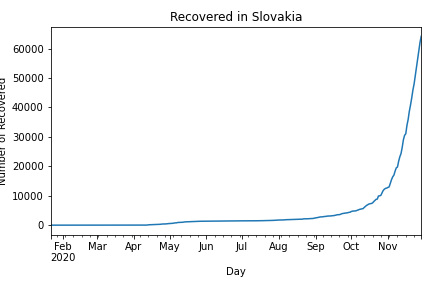 Recovered in Slovakia
Number of Recovered
60000
50000
40000
30000
20000
10000
0
Feb Mar Apr May Jun Jul Aug Sep Oct Nov
2020
Day